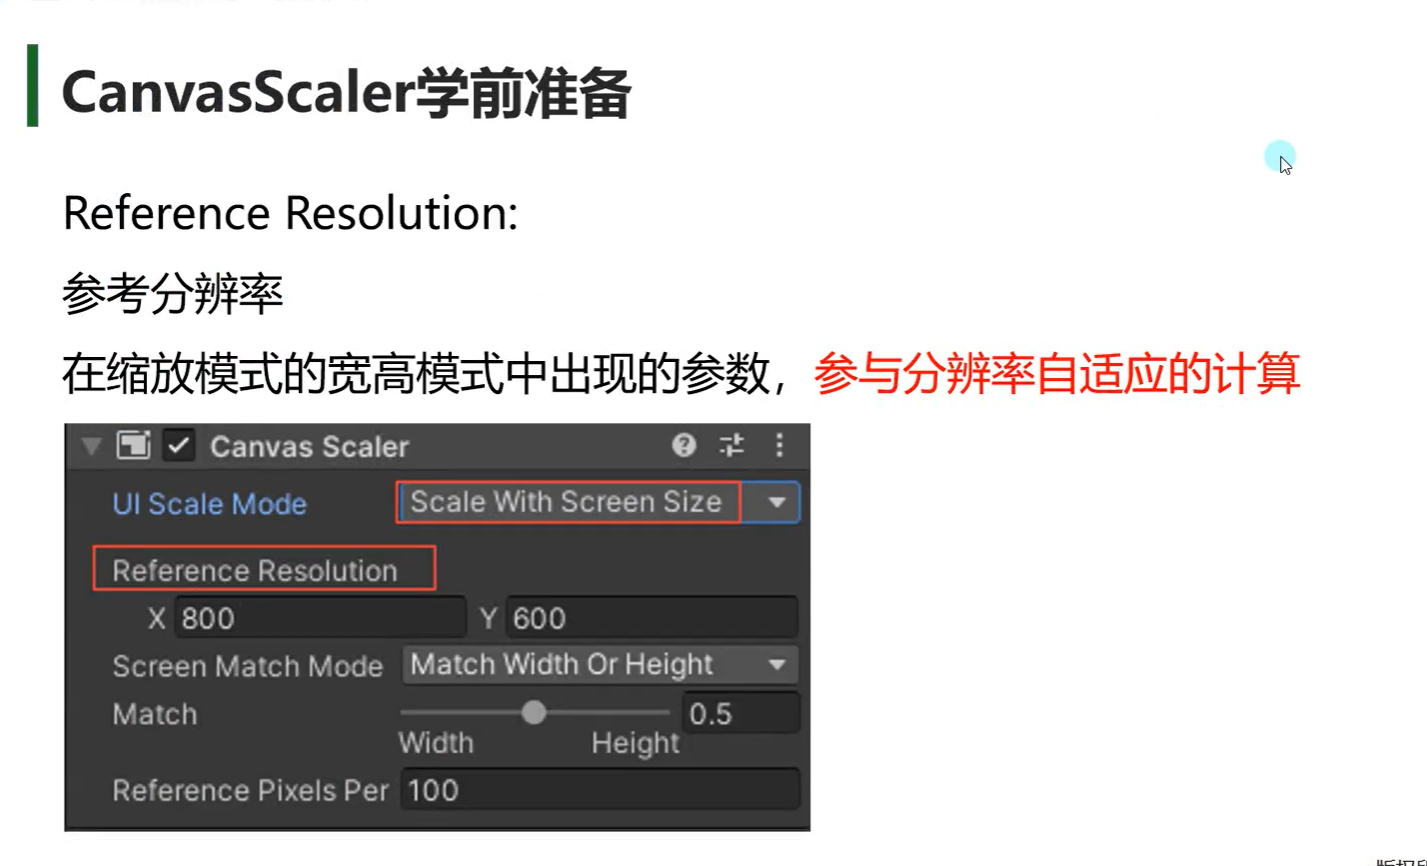 CanvasScaler学前准备
Reference Resolution:
参考分辨率
在缩放模式的宽高模式中出现的参数，参与分辨率自适应的计算
Canvas Scaler
UI Scale Mode Scale With Screen Size
Reference Resolution
X 800 Y 600
Screen Match Mode Match Width Or Height
Match 0.5
Width Height
Reference Pixels Per 100